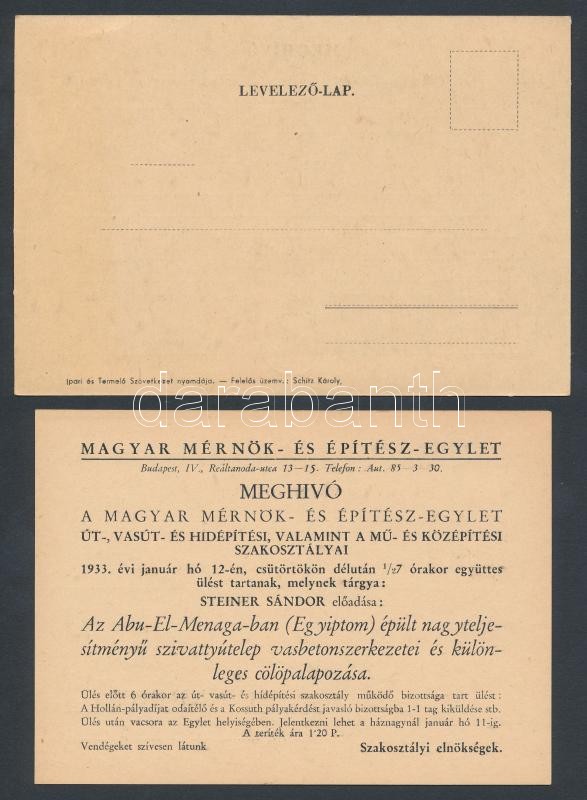 LEVELEZŐ-LAP.
Ipari és Termelő Szövetkezet nyomdája. — Felelős üzemv.: Schitz Károly,
darabanth
MAGYAR MÉRNÖK- ÉS ÉPÍTÉSZ-EGYLET
Budapest, IV., Reáltanoda-utca 13—15. Telefon: Aut. 85—3—30.
MEGHIVÓ
A MAGYAR MÉRNÖK- ÉS ÉPÍTÉSZ-EGYLET
ÚT-, VASÚT- ÉS HIDÉPÍTÉSI, VALAMINT A MŰ- ÉS KÖZÉPÍTÉSI
SZAKOSZTÁLYAI
1933. évi január hó 12-én, csütörtökön délután 1/27 órakor együttes
ülést tartanak, melynek tárgya:
STEINER SÁNDOR előadása:
Az Abu-El-Menaga-ban (Egyiptom) épült nagytelje-
sítményű szivattyútelep vasbetonszerkezetei és külön-
leges cölöpalapozása.
Ülés előtt 6 órakor az út- vasút- és hídépítési szakosztály működő bizottsága tart ülést:
A Hollán-pályadíjat odaítélő és a Kossuth pályakérdést javasló bizottságba 1-1 tag kiküldése stb.
Ülés után vacsora az Egylet helyiségében. Jelentkezni lehet a háznagynál január hó 11-ig.
A teríték ára 1·20 P.
Vendégeket szívesen látunk.
Szakosztályi elnökségek.